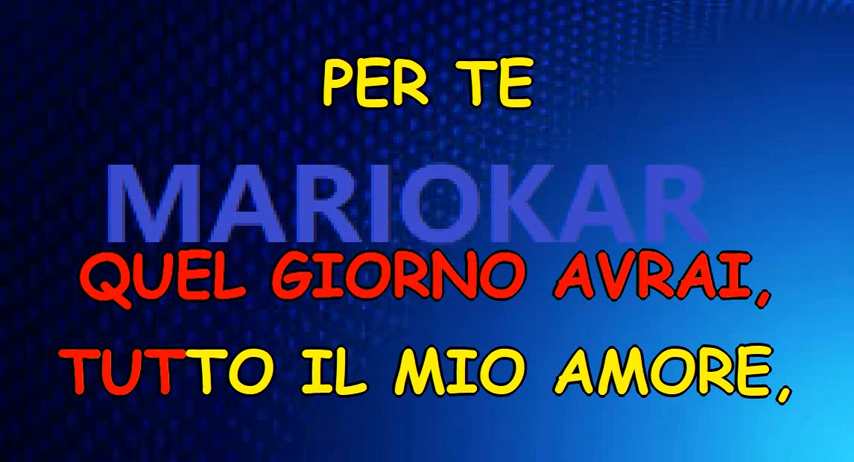 PER TE
MARIOKAR
QUEL GIORNO AVRAI,
TUTTO IL MIO AMORE,